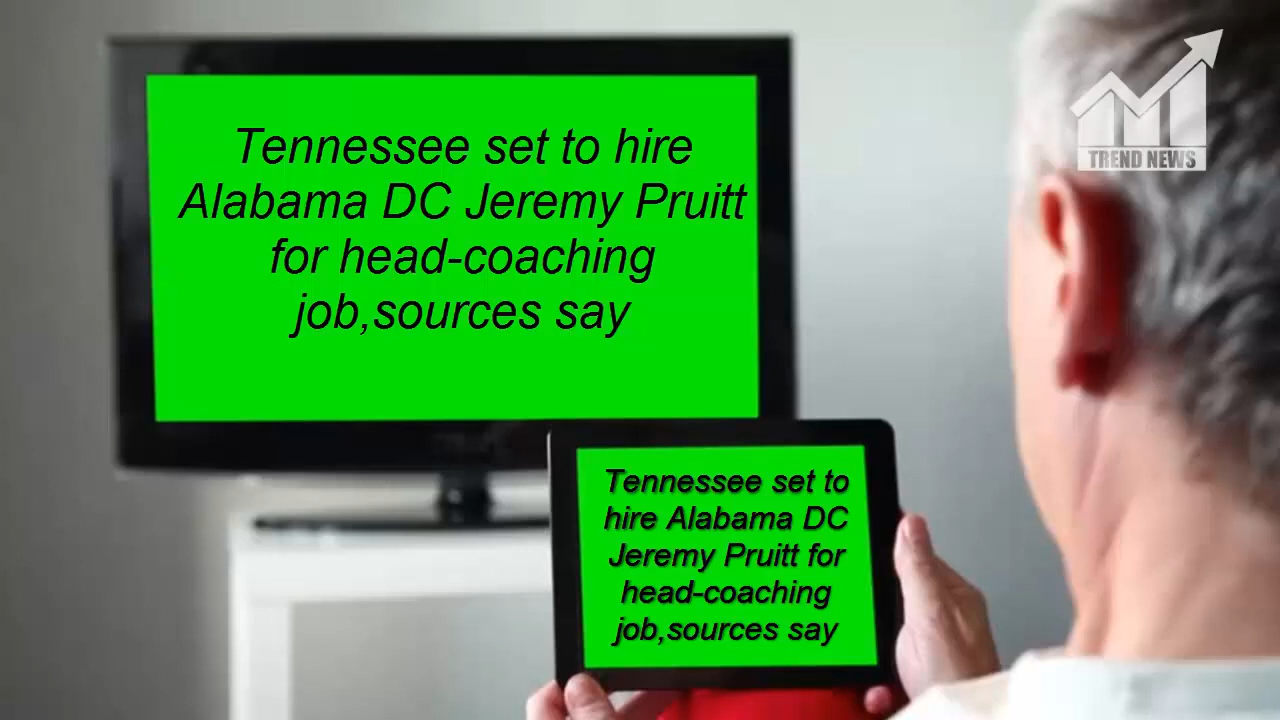 Tennessee set to hire
Alabama DC Jeremy Pruitt
for head-coaching
job,sources say
TREND NEWS
Tennessee set to
hire Alabama DC
Jeremy Pruitt for
head-coaching
job,sources say